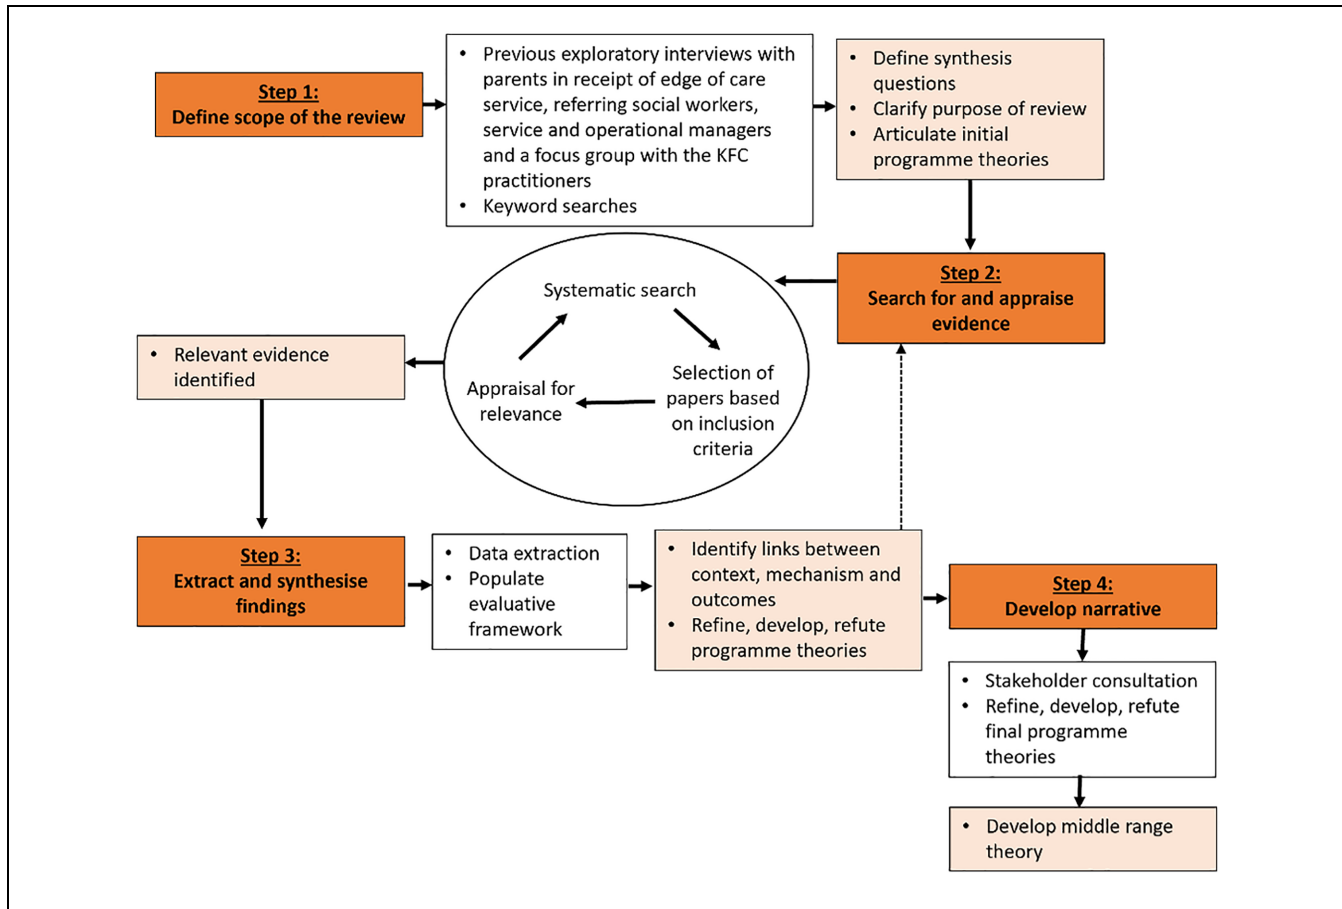 Step 1:
Define scope of the review
• Previous exploratory interviews with
parents in receipt of edge of care
service, referring social workers,
service and operational managers
and a focus group with the KFC
practitioners
• Keyword searches
• Define synthesis
questions
• Clarify purpose of review
• Articulate initial
programme theories
Step 2:
Search for and appraise
evidence
Systematic search
Selection of
papers based
on inclusion
criteria
Appraisal for
relevance
• Relevant evidence
identified
Step 3:
Extract and synthesise
findings
• Data extraction
• Populate
evaluative
framework
• Identify links between
context, mechanism and
outcomes
• Refine, develop, refute
programme theories
Step 4:
Develop narrative
• Stakeholder consultation
• Refine, develop, refute
final programme
theories
• Develop middle range
theory